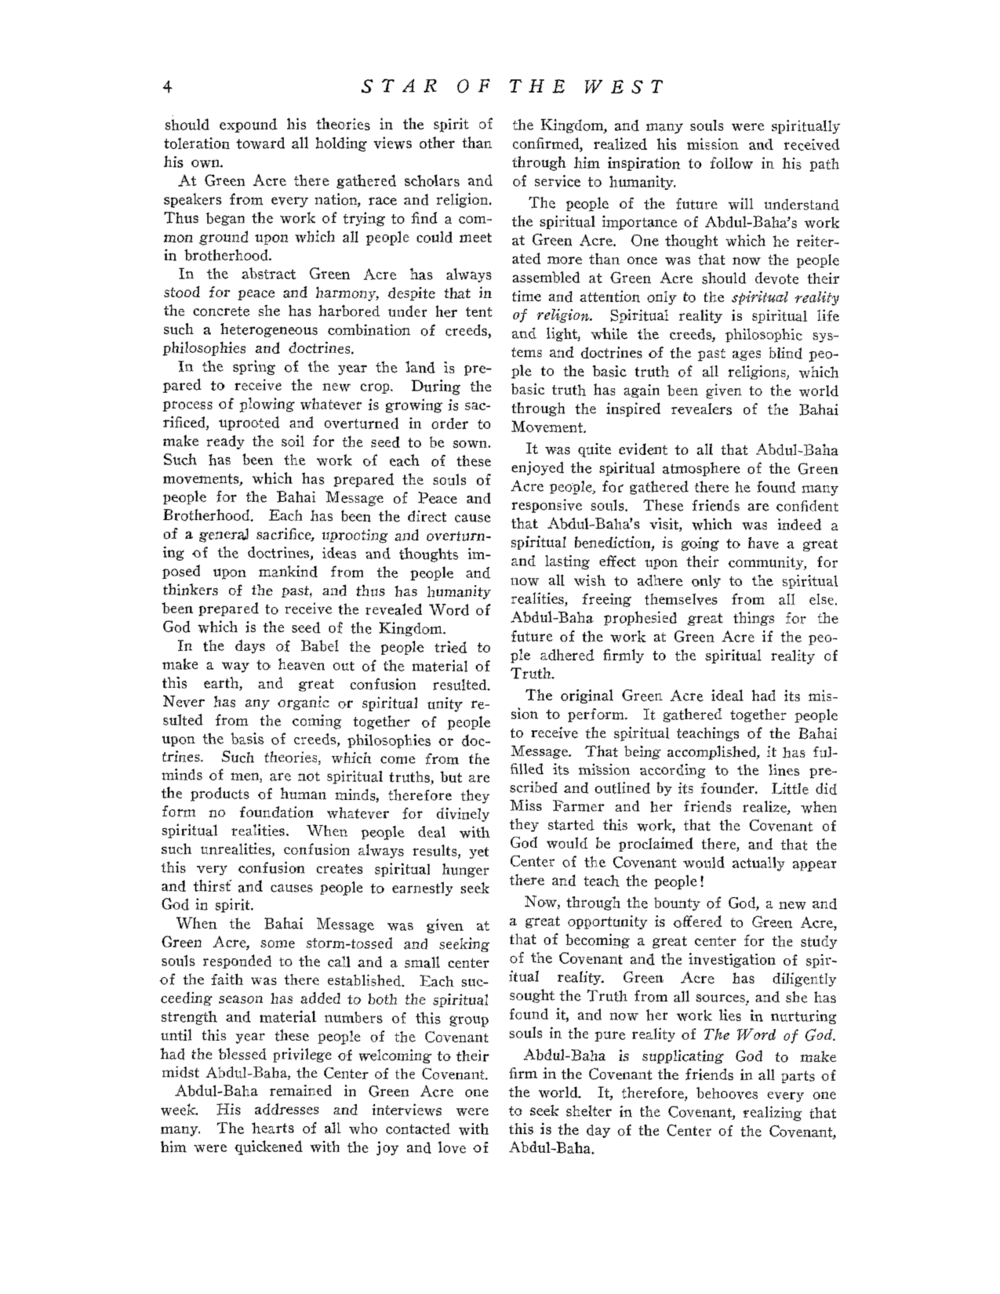 4 STAR OF THE WEST
should expound his theories in the spirit of
toleration toward all holding views other than
his own.
At Green Acre there gathered scholars and
speakers from every nation, race and religion.
Thus began the work of trying to find a com-
mon ground upon which all people could meet
in brotherhood.
In the abstract Green Acre has always
stood for peace and harmony, despite that in
the concrete she has harbored under her tent
such a heterogeneous combination of creeds,
philosophies and doctrines.
In the spring of the year the land is pre-
pared to receive the new crop. During the
process of plowing whatever is growing is sac-
rificed, uprooted and overturned in order to
make ready the soil for the seed to be sown.
Such has been the work of each of these
movements, which has prepared the souls of
people for the Bahai Message of Peace and
Brotherhood. Each has been the direct cause
of a general sacrifice, uprooting and overturn-
ing of the doctrines, ideas and thoughts im-
posed upon mankind from the people and
thinkers of the past, and thus has humanity
been prepared to receive the revealed Word of
God which is the seed of the Kingdom.
In the days of Babel the people tried to
make a way to heaven out of the material of
this earth, and great confusion resulted.
Never has any organic or spiritual unity re-
sulted from the coming together of people
upon the basis of creeds, philosophies or doc-
trines. Such theories, which come from the
minds of men, are not spiritual truths, but are
the products of human minds, therefore they
form no foundation whatever for divinely
spiritual realities. When people deal with
such unrealities, confusion always results, yet
this very confusion creates spiritual hunger
and thirst and causes people to earnestly seek
God in spirit.
When the Bahai Message was given at
Green Acre, some storm-tossed and seeking
souls responded to the call and a small center
of the faith was there established. Each suc-
ceeding season has added to both the spiritual
strength and material numbers of this group
until this year these people of the Covenant
had the blessed privilege of welcoming to their
midst Abdul-Baha, the Center of the Covenant.
Abdul-Baha remained in Green Acre one
week. His addresses and interviews were
many. The hearts of all who contacted with
him were quickened with the joy and love of
the Kingdom, and many souls were spiritually
confirmed, realized his mission and received
through him inspiration to follow in his path
of service to humanity.
The people of the future will understand
the spiritual importance of Abdul-Baha's work
at Green Acre. One thought which he reiter-
ated more than once was that now the people
assembled at Green Acre should devote their
time and attention only to the spiritual reality
of religion. Spiritual reality is spiritual life
and light, while the creeds, philosophic sys-
tems and doctrines of the past ages blind peo-
ple to the basic truth of all religions, which
basic truth has again been given to the world
through the inspired revealers of the Bahai
Movement.
It was quite evident to all that Abdul-Baha
enjoyed the spiritual atmosphere of the Green
Acre people, for gathered there he found many
responsive souls. These friends are confident
that Abdul-Baha's visit, which was indeed a
spiritual benediction, is going to have a great
and lasting effect upon their community, for
now all wish to adhere only to the spiritual
realities, freeing themselves from all else.
Abdul-Baha prophesied great things for the
future of the work at Green Acre if the peo-
ple adhered firmly to the spiritual reality of
Truth.
The original Green Acre ideal had its mis-
sion to perform. It gathered together people
to receive the spiritual teachings of the Bahai
Message. That being accomplished, it has ful-
filled its mission according to the lines pre-
scribed and outlined by its founder. Little did
Miss Farmer and her friends realize, when
they started this work, that the Covenant of
God would be proclaimed there, and that the
Center of the Covenant would actually appear
there and teach the people!
Now, through the bounty of God, a new and
a great opportunity is offered to Green Acre,
that of becoming a great center for the study
of the Covenant and the investigation of spir-
itual reality. Green Acre has diligently
sought the Truth from all sources, and she has
found it, and now her work lies in nurturing
souls in the pure reality of The Word of God.
Abdul-Baha is supplicating God to make
firm in the Covenant the friends in all parts of
the world. It, therefore, behooves every one
to seek shelter in the Covenant, realizing that
this is the day of the Center of the Covenant,
Abdul-Baha.